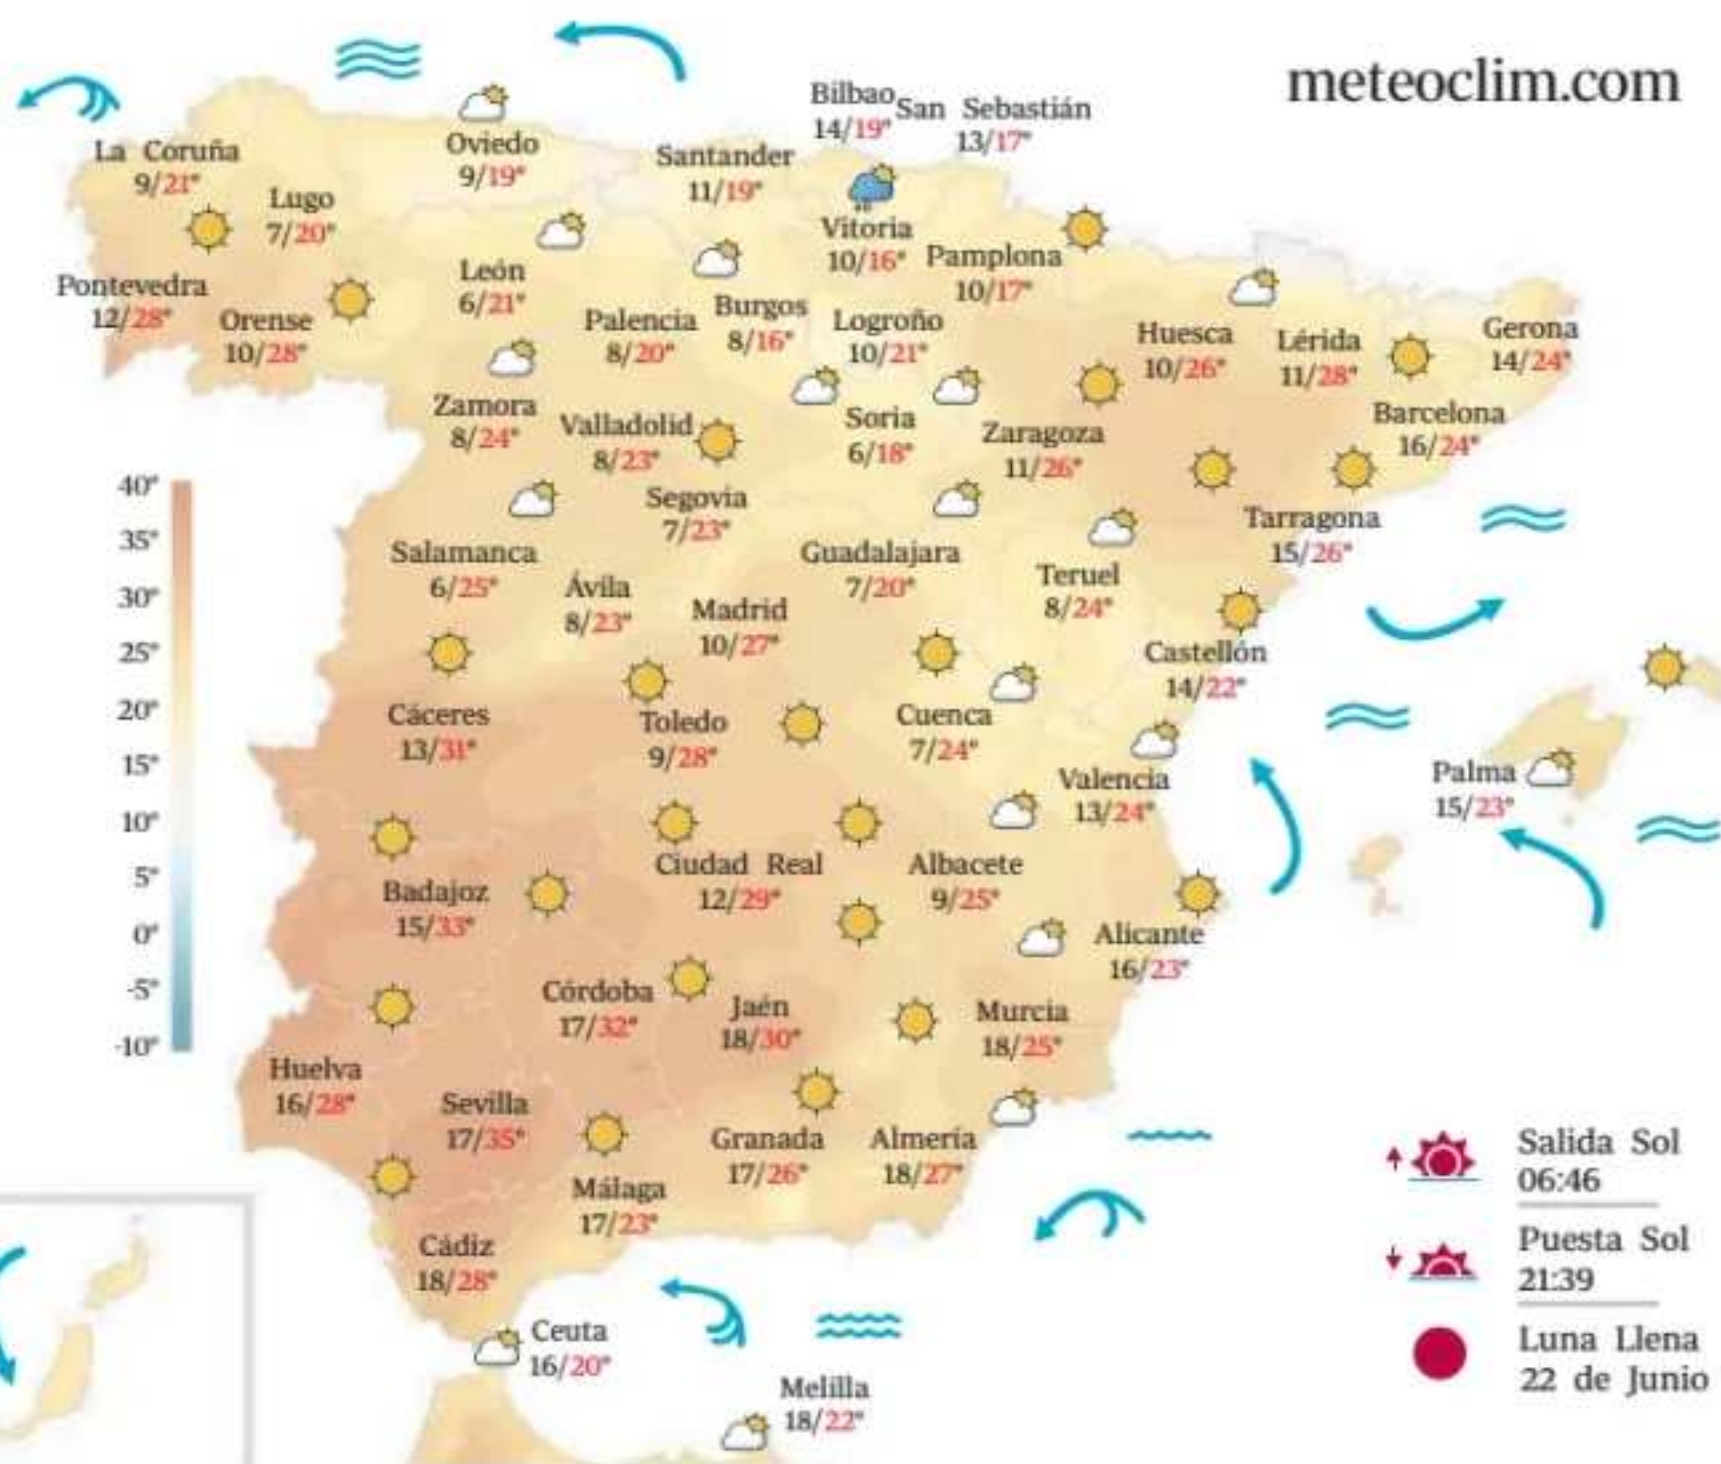 meteoclim.com
Bilbao
14/19°
San Sebastián
13/17°
La Coruña
9/21°
Oviedo
9/19°
Santander
11/19°
Lugo
7/20°
Vitoria
10/16°
Pamplona
10/17°
Pontevedra
12/28°
Orense
10/28°
León
6/21°
Palencia
8/20°
Burgos
8/16°
Logroño
10/21°
Huesca
10/26°
Lérida
11/28°
Gerona
14/24°
Zamora
8/24°
Valladolid
8/23°
Soria
6/18°
Zaragoza
11/26°
Barcelona
16/24°
Segovia
7/23°
Tarragona
15/26°
Salamanca
6/25°
Ávila
8/23°
Madrid
10/27°
Guadalajara
7/20°
Teruel
8/24°
Castellón
14/22°
Cáceres
13/31°
Toledo
9/28°
Cuenca
7/24°
Valencia
13/24°
Palma
15/23°
Badajoz
15/33°
Ciudad Real
12/29°
Albacete
9/25°
Alicante
16/23°
Córdoba
17/32°
Jaén
18/30°
Murcia
18/25°
Huelva
16/28°
Sevilla
17/35°
Granada
17/26°
Almería
18/27°
Málaga
17/23°
Cádiz
18/28°
Ceuta
16/20°
Melilla
18/22°
40°
35°
30°
25°
20°
15°
10°
5°
0°
-5°
-10°
Salida Sol
06:46
Puesta Sol
21:39
Luna Llena
22 de Junio